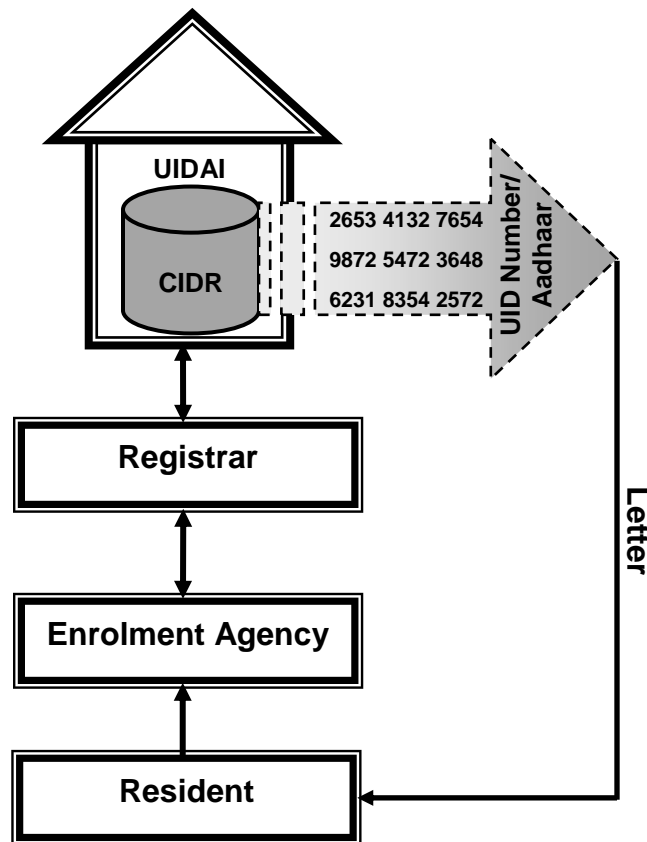 UIDAI
CIDR
2653 4132 7654
9872 5472 3648
6231 8354 2572
UID Number/
Aadhaar
Registrar
Letter
Enrolment Agency
Resident